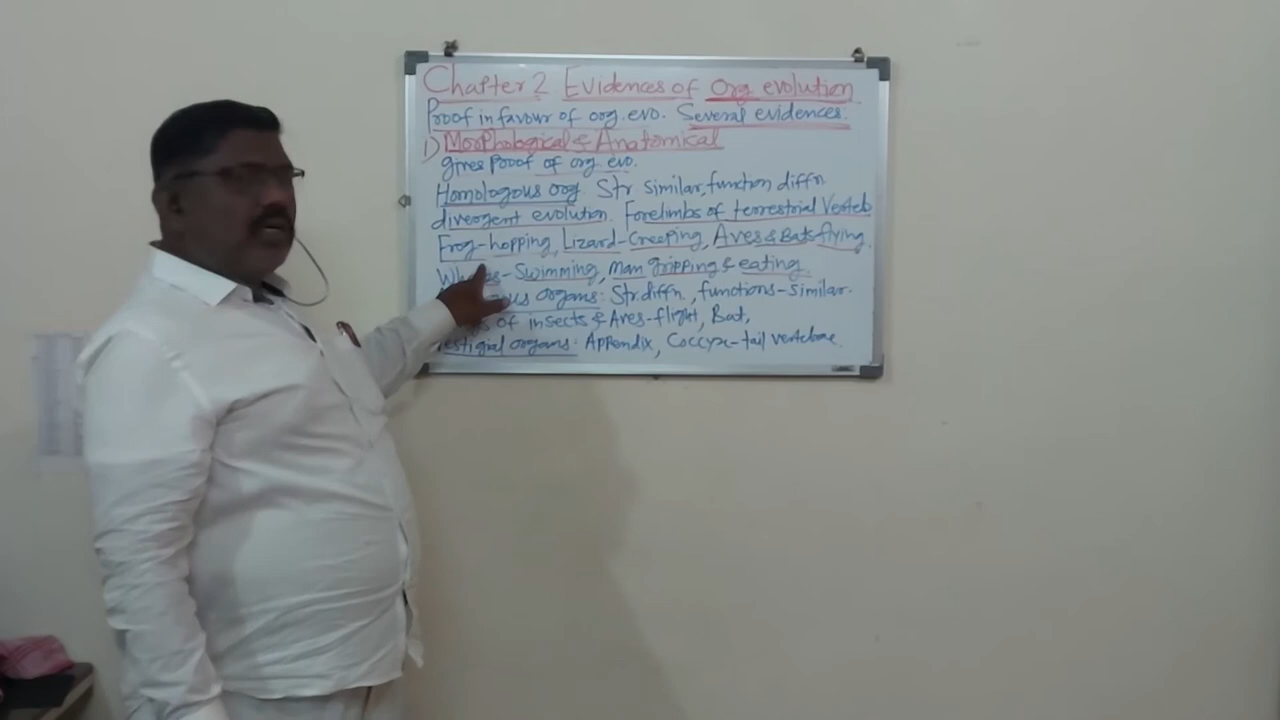 Chapter 2 Evidences of Org evolution
Proof in favour of org. evo. Several evidences.
1) Morphological & Anatomical
gives Proof of org evo.
Homologous org. Str similar, function diffn
divergent evolution. Forelimbs of terrestrial Verteb
Frog-hopping, Lizard-Creeping, Aves & Bats flying.
Swimming, Man gripping & eating.
organs: Str. diffn, functions-similar.
of insects & Aves-flight, Bat,
organs: Appendix, Coccyx-tail vertebrae.